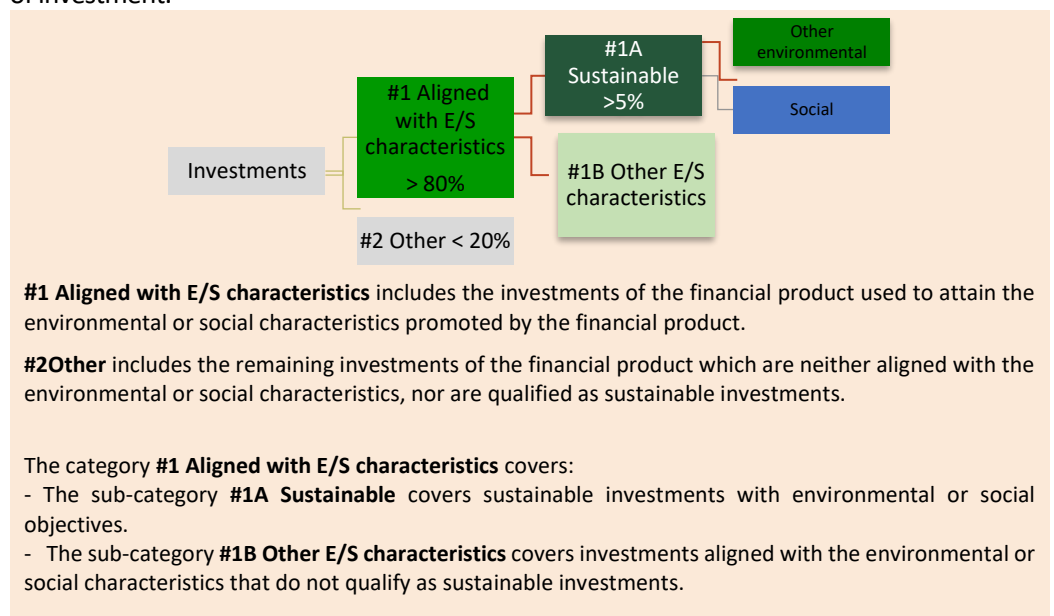 of investment.
Other
environmental
#1A
Sustainable
>5%
Social
#1 Aligned
with E/S
characteristics
> 80%
Investments
#1B Other E/S
characteristics
#2 Other < 20%
#1 Aligned with E/S characteristics includes the investments of the financial product used to attain the
environmental or social characteristics promoted by the financial product.
#2Other includes the remaining investments of the financial product which are neither aligned with the
environmental or social characteristics, nor are qualified as sustainable investments.
The category #1 Aligned with E/S characteristics covers:
- The sub-category #1A Sustainable covers sustainable investments with environmental or social
objectives.
- The sub-category #1B Other E/S characteristics covers investments aligned with the environmental or
social characteristics that do not qualify as sustainable investments.